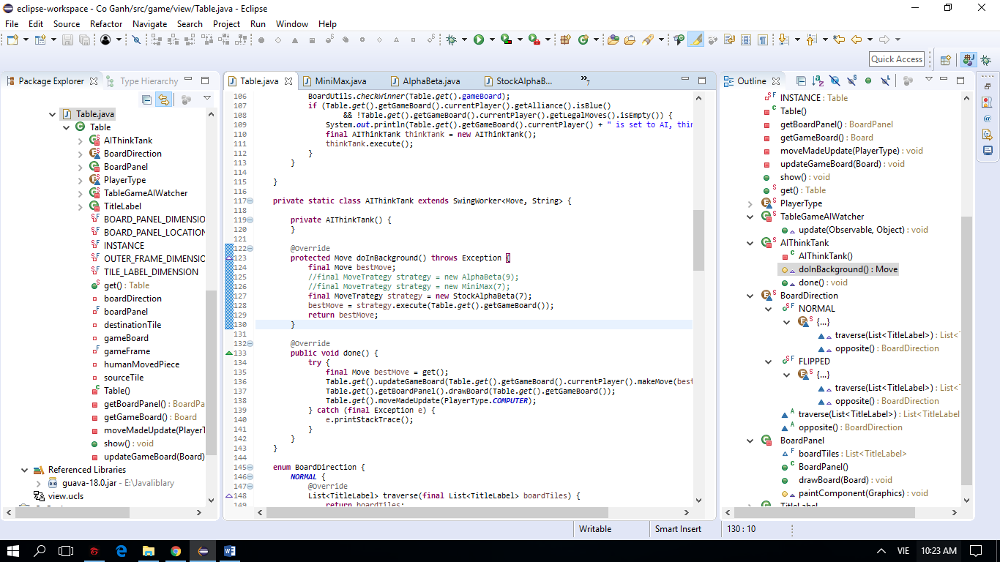 eclipse-workspace - Co Ganh/src/game/view/Table.java - Eclipse
File Edit Source Refactor Navigate Search Project Run Window Help
Quick Access
Package Explorer Type Hierarchy
Table.java
Table
AIThinkTank
BoardDirection
BoardPanel
PlayerType
TableGameAIWatcher
TitleLabel
BOARD_PANEL_DIMENSIO
BOARD_PANEL_LOCATION
INSTANCE
OUTER_FRAME_DIMENSIO
TILE_LABEL_DIMENSION
get() : Table
boardDirection
boardPanel
destinationTile
gameBoard
gameFrame
humanMovedPiece
sourceTile
Table()
getBoardPanel() : BoardPa
getGameBoard() : Board
moveMadeUpdate(PlayerT
show() : void
updateGameBoard(Board)
Referenced Libraries
guava-18.0.jar - E:\Javaliblary
view.ucls
Table.java MiniMax.java AlphaBeta.java StockAlphaB... »7
106 BoardUtils.checkWinner(Table.get().gameBoard);
107 if (Table.get().getGameBoard().currentPlayer().getAlliance().isBlue()
108 && !Table.get().getGameBoard().currentPlayer().getLegalMoves().isEmpty()) {
109 System.out.println(Table.get().getGameBoard().currentPlayer() + " is set to AI, thin
110 final AIThinkTank thinkTank = new AIThinkTank();
111 thinkTank.execute();
112 }
113 }
114
115 }
116
117 private static class AIThinkTank extends SwingWorker<Move, String> {
118
119 private AIThinkTank() {
120 }
121
122 @Override
123 protected Move doInBackground() throws Exception {
124 final Move bestMove;
125 //final MoveTrategy strategy = new AlphaBeta(9);
126 //final MoveTrategy strategy = new MiniMax(7);
127 final MoveTrategy strategy = new StockAlphaBeta(7);
128 bestMove = strategy.execute(Table.get().getGameBoard());
129 return bestMove;
130 }
131
132 @Override
133 public void done() {
134 try {
135 final Move bestMove = get();
136 Table.get().updateGameBoard(Table.get().getGameBoard().currentPlayer().makeMove(best
137 Table.get().getBoardPanel().drawBoard(Table.get().getGameBoard());
138 Table.get().moveMadeUpdate(PlayerType.COMPUTER);
139 } catch (final Exception e) {
140 e.printStackTrace();
141 }
142 }
143 }
144
145 enum BoardDirection {
146 NORMAL {
147 @Override
148 List<TitleLabel> traverse(final List<TitleLabel> boardTiles) {
149 return boardTiles;
Outline
INSTANCE : Table
Table()
getBoardPanel() : BoardPanel
getGameBoard() : Board
moveMadeUpdate(PlayerType) : void
updateGameBoard(Board) : void
show() : void
get() : Table
PlayerType
TableGameAIWatcher
update(Observable, Object) : void
AIThinkTank
AIThinkTank()
doInBackground() : Move
done() : void
BoardDirection
NORMAL
{...}
traverse(List<TitleLabel>) : List<T
opposite() : BoardDirection
FLIPPED
{...}
traverse(List<TitleLabel>) : List<T
opposite() : BoardDirection
traverse(List<TitleLabel>) : List<TitleLabel
opposite() : BoardDirection
BoardPanel
boardTiles : List<TitleLabel>
BoardPanel()
drawBoard(Board) : void
paintComponent(Graphics) : void
TitleLabel
Writable Smart Insert 130 : 10
VIE 10:23 AM